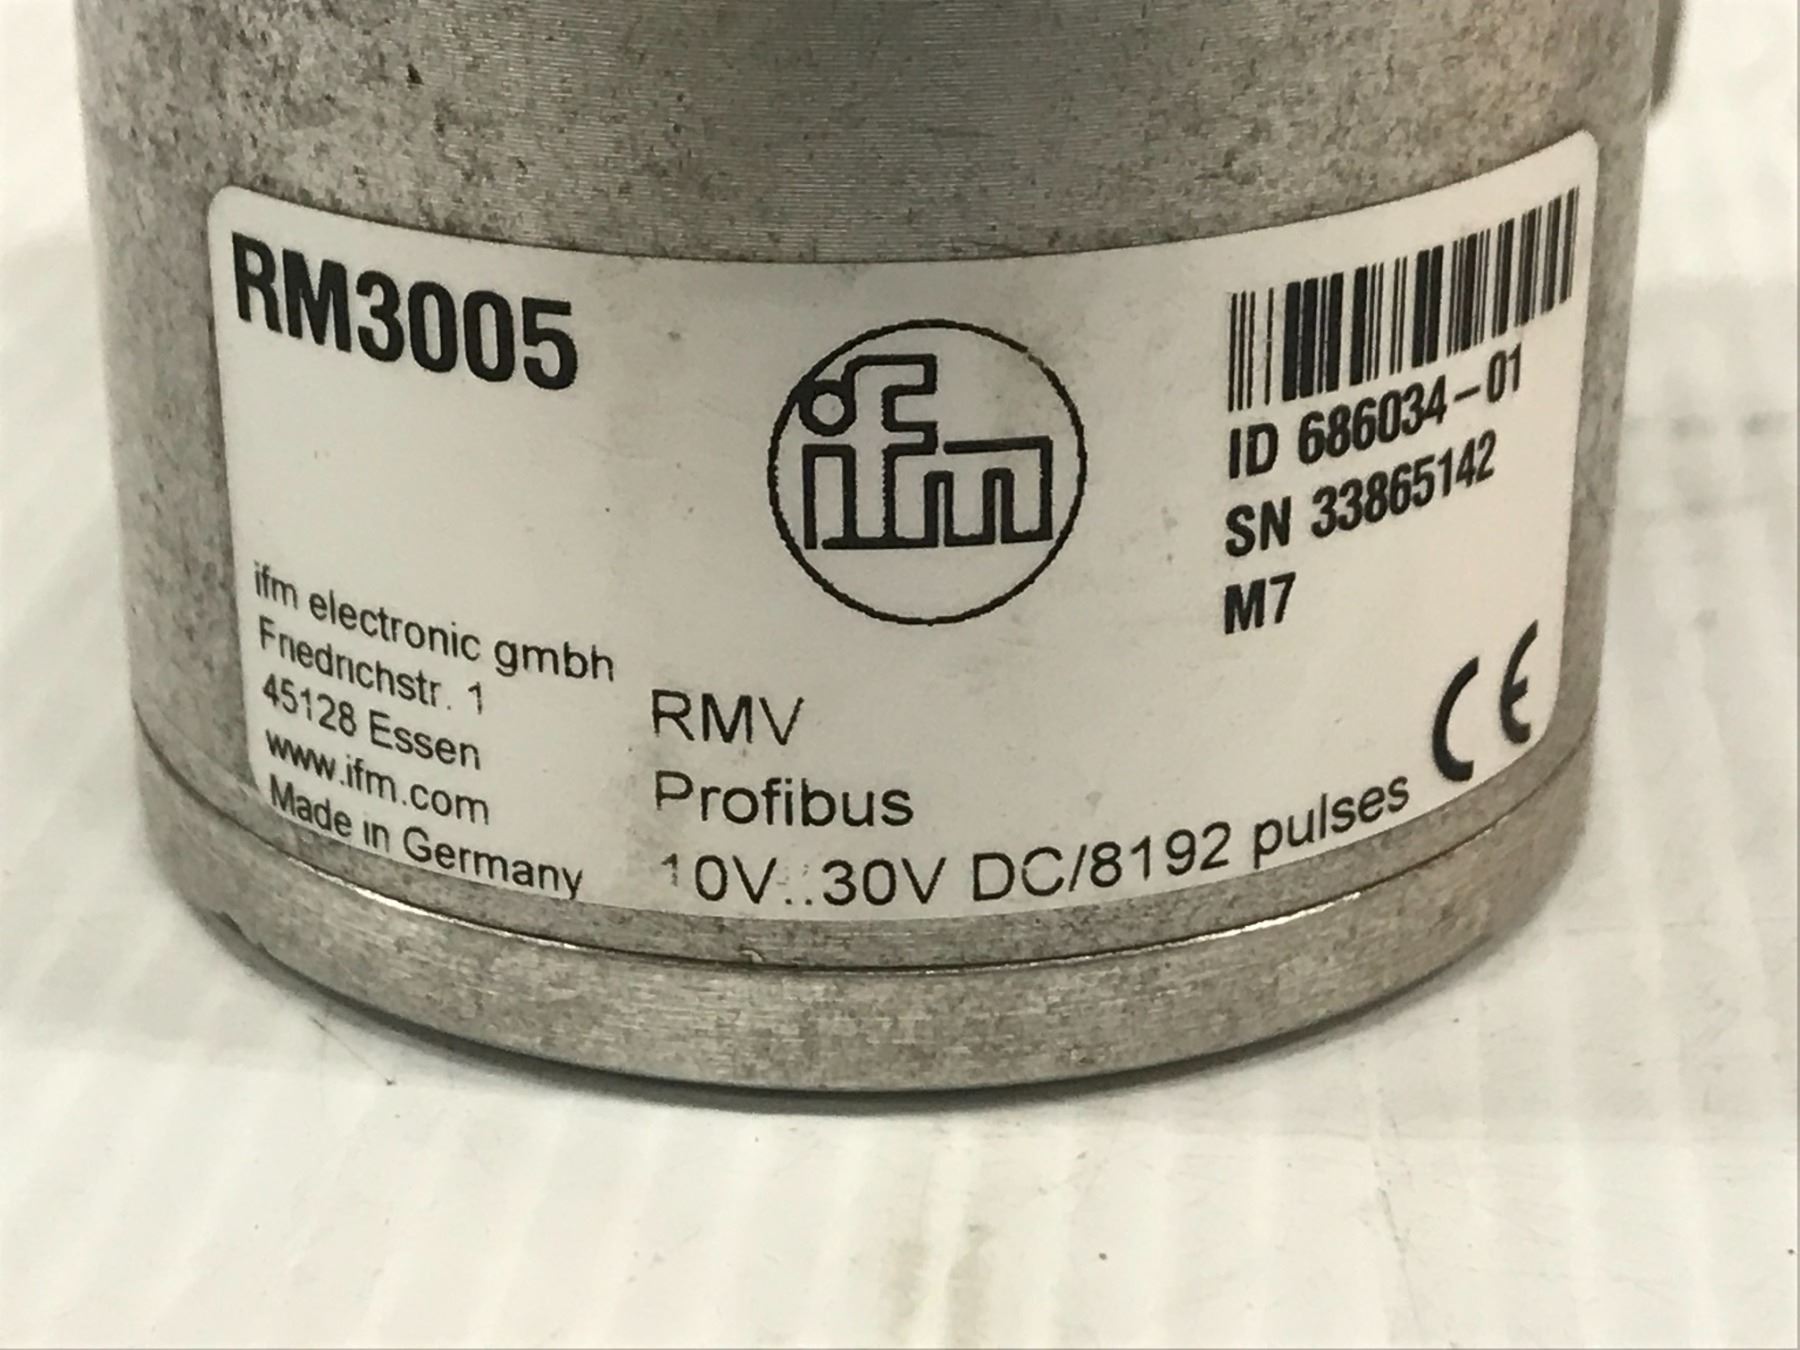 RM3005
ifm
ID 686034-01
SN 33865142
M7
ifm electronic gmbh
Friedrichstr. 1
45128 Essen
www.ifm.com
Made in Germany
RMV
Profibus
10V...30V DC/8192 pulses
CE